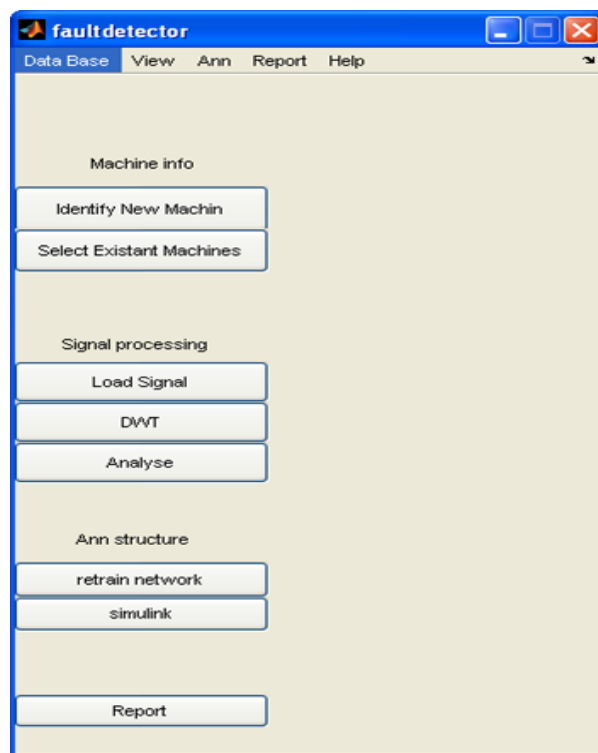 faultdetector
Data Base View Ann Report Help
Machine info
Identify New Machin
Select Existant Machines
Signal processing
Load Signal
DWT
Analyse
Ann structure
retrain network
simulink
Report